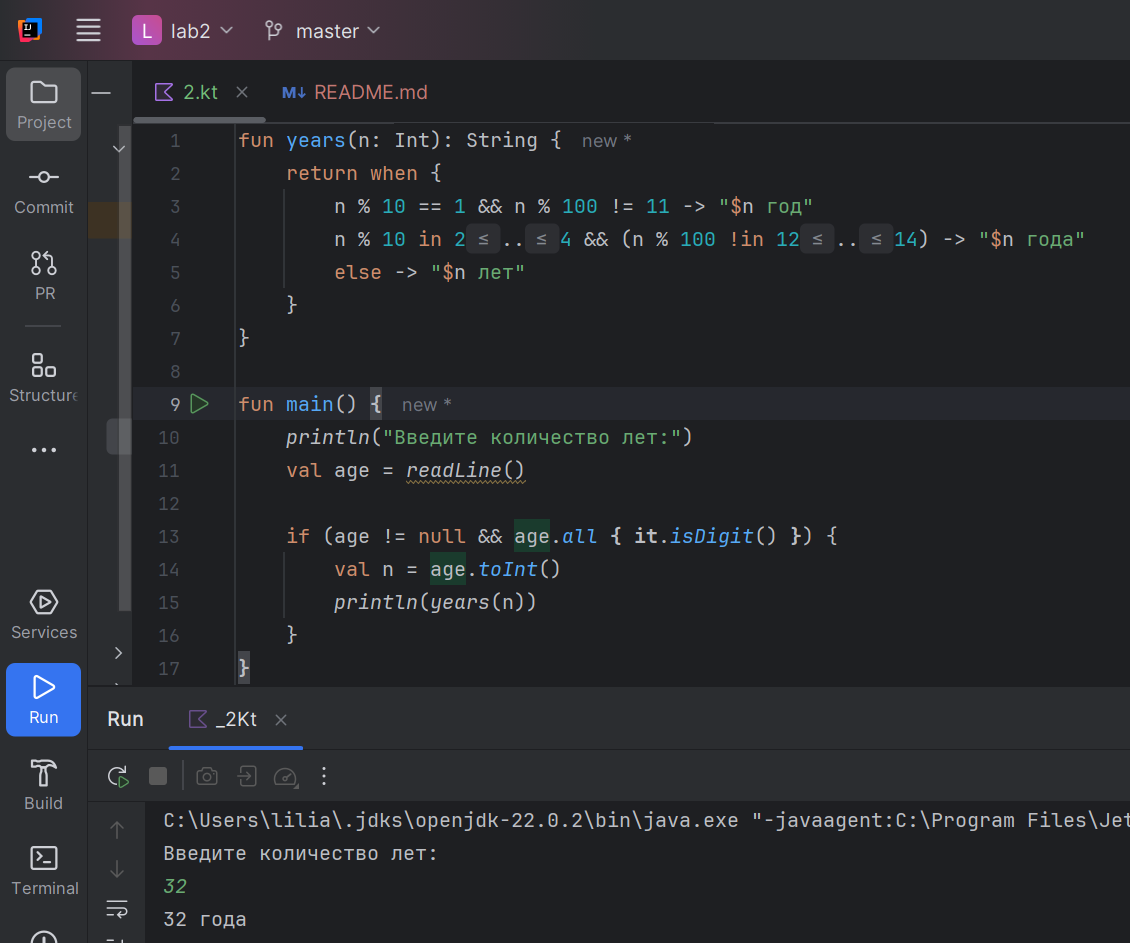 L lab2 master
2.kt README.md
Project
Commit
PR
Structure
Services
Run
Build
Terminal
1 fun years(n: Int): String { new *
2 return when {
3 n % 10 == 1 && n % 100 != 11 -> "$n год"
4 n % 10 in 2 ≤ .. ≤ 4 && (n % 100 !in 12 ≤ .. ≤ 14) -> "$n года"
5 else -> "$n лет"
6 }
7 }
8
9 fun main() { new *
10 println("Введите количество лет:")
11 val age = readLine()
12
13 if (age != null && age.all { it.isDigit() }) {
14 val n = age.toInt()
15 println(years(n))
16 }
17 }
Run _2Kt
C:\Users\lilia\.jdks\openjdk-22.0.2\bin\java.exe "-javaagent:C:\Program Files\Jet
Введите количество лет:
32
32 года